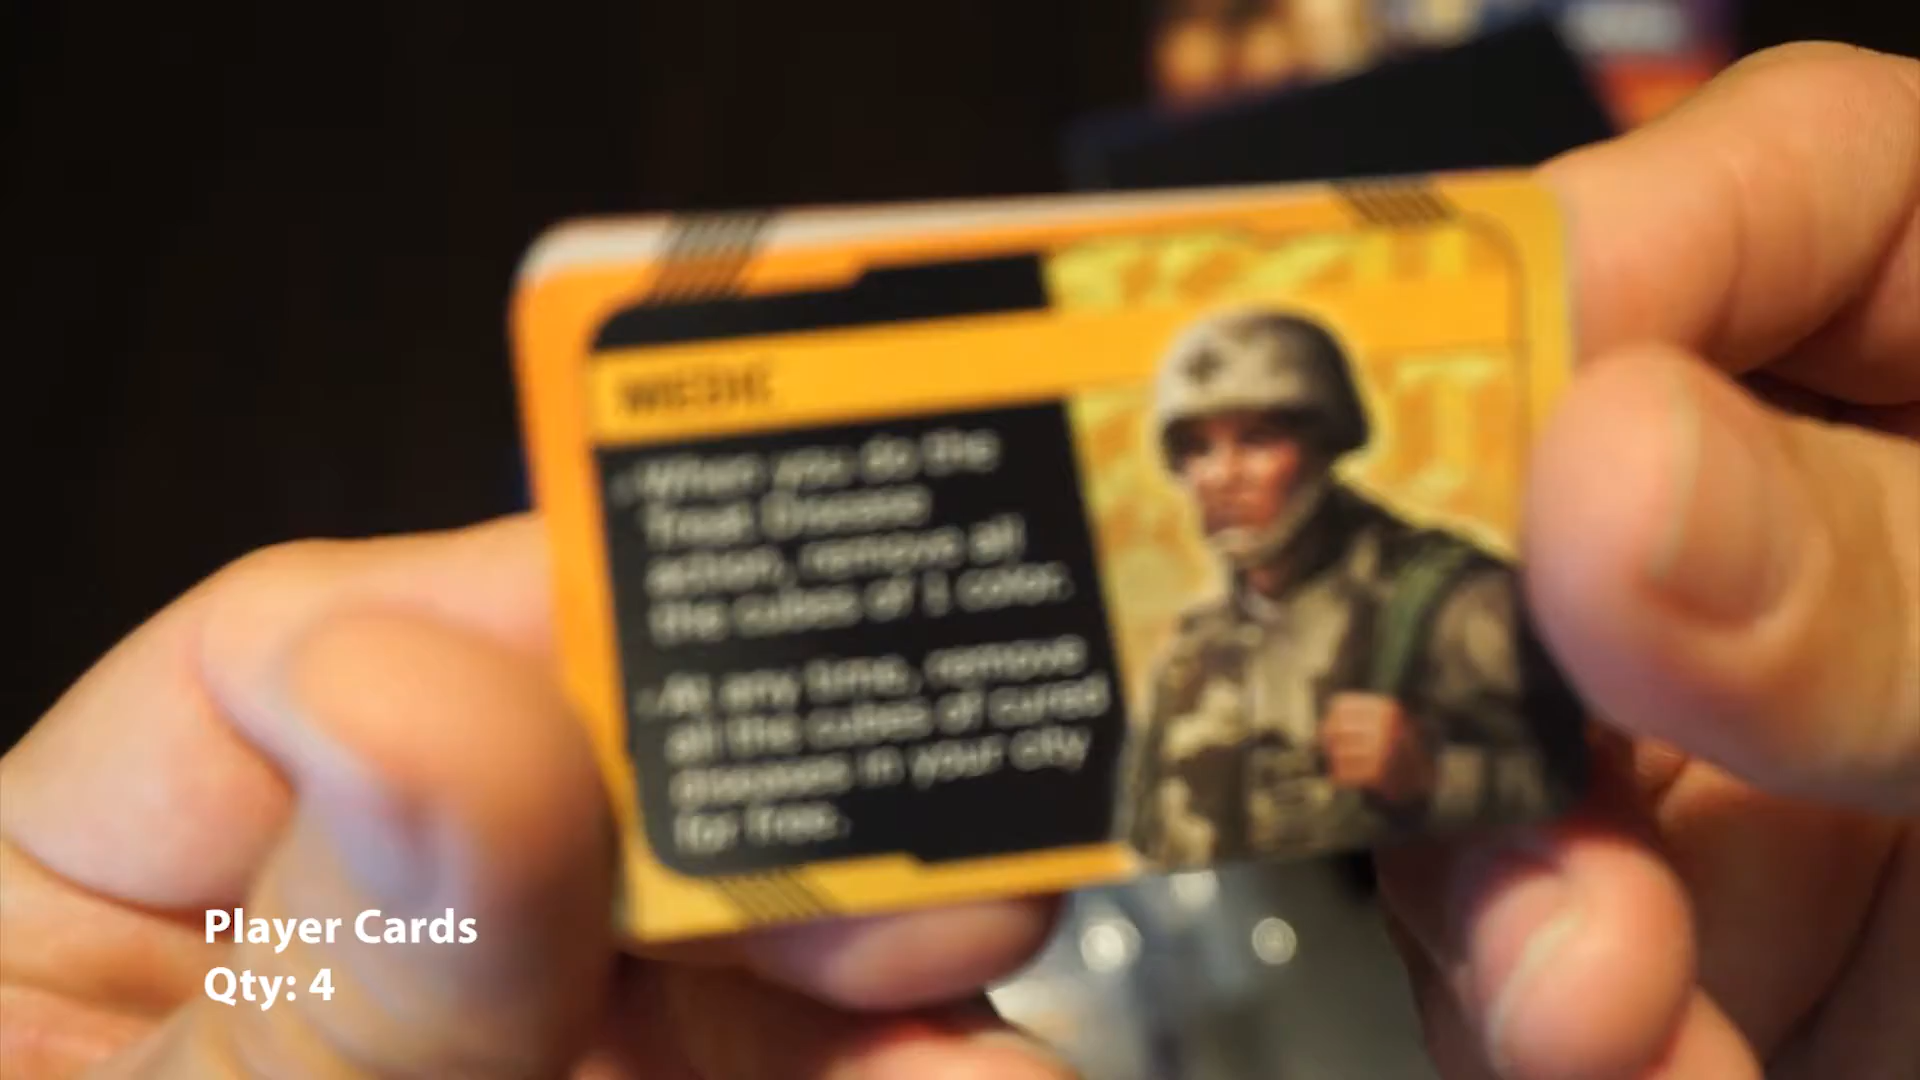 MEDIC
When you do the
Treat Disease
action, remove all
the cubes of 1 color.
At any time, remove
all the cubes of cured
diseases in your city
for free.
Player Cards
Qty: 4